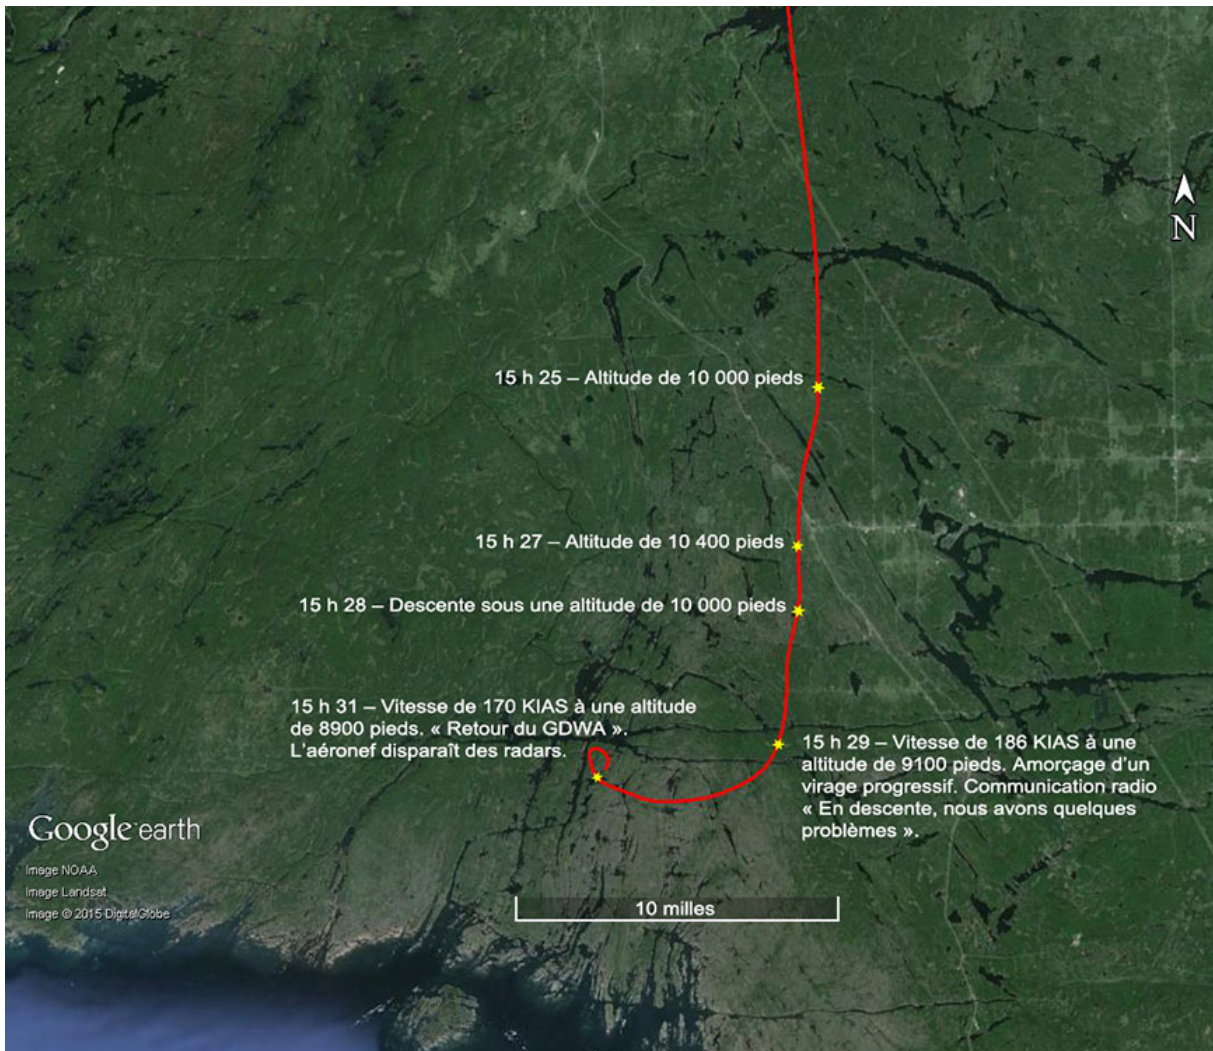 N
15 h 25 – Altitude de 10 000 pieds
15 h 27 – Altitude de 10 400 pieds
15 h 28 – Descente sous une altitude de 10 000 pieds
15 h 31 – Vitesse de 170 KIAS à une altitude
de 8900 pieds. « Retour du GDWA ».
L'aéronef disparaît des radars.
15 h 29 – Vitesse de 186 KIAS à une
altitude de 9100 pieds. Amorçage d'un
virage progressif. Communication radio
« En descente, nous avons quelques
problèmes ».
Google earth
Image NOAA
Image Landsat
Image © 2015 DigitalGlobe
10 milles